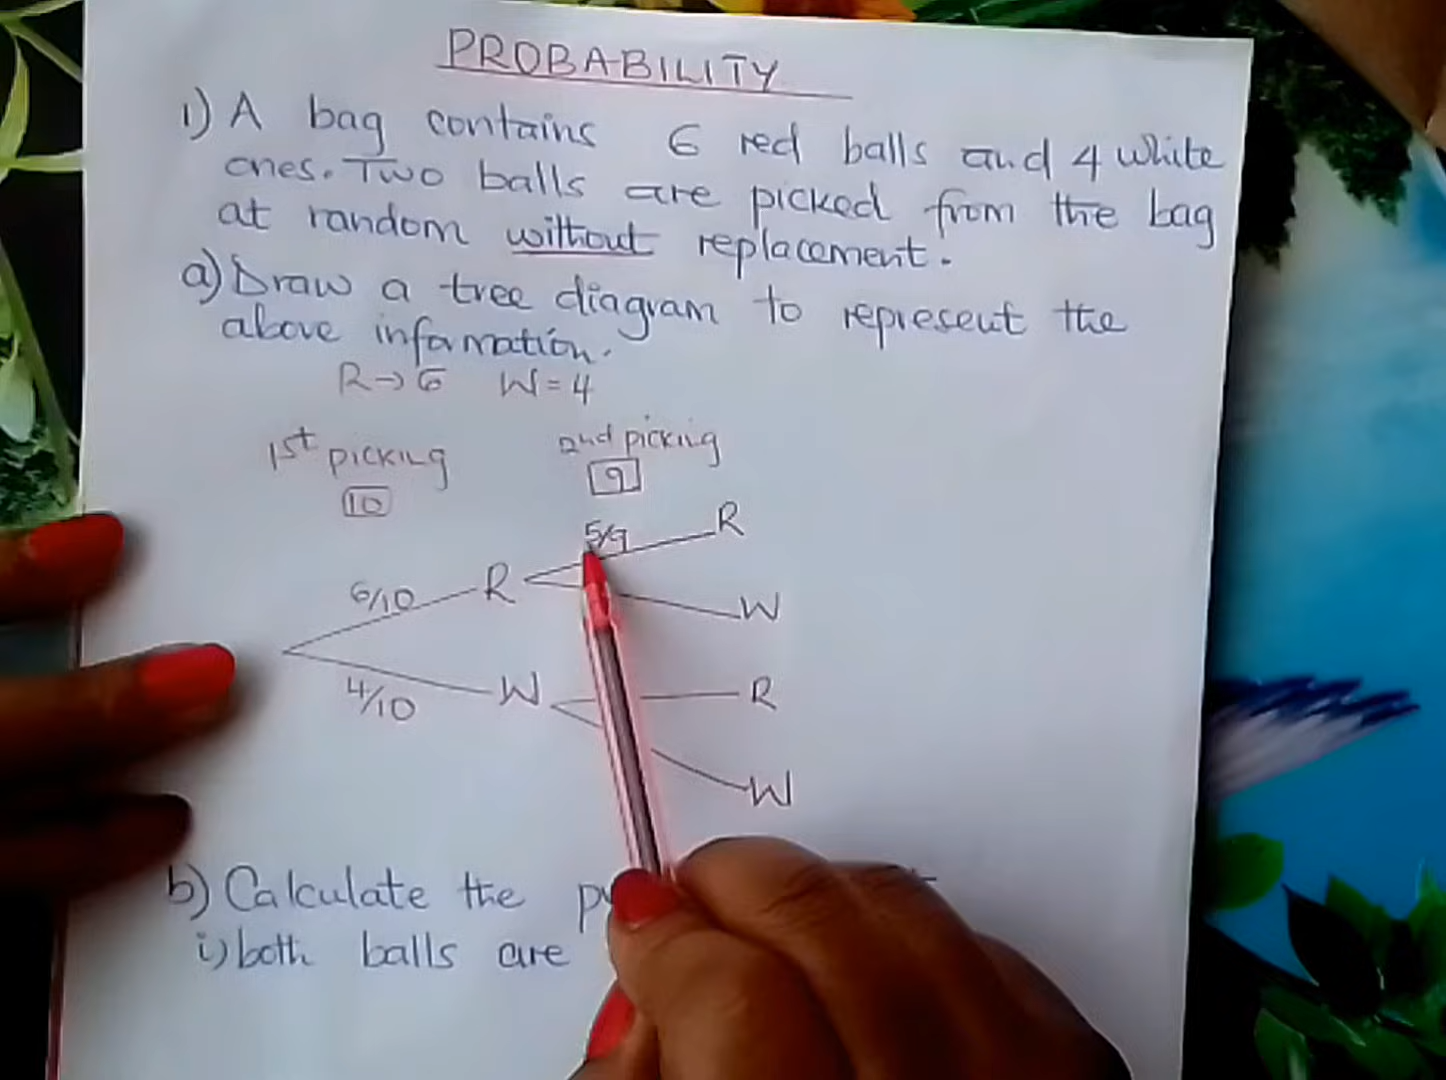 PROBABILITY
1) A bag contains 6 red balls and 4 white
ones. Two balls are picked from the bag
at random without replacement.
a) Draw a tree diagram to represent the
above information.
R→6 W=4
1st picking 2nd picking
10 9
5/9 R
6/10 R
W
4/10 W R
W
b) Calculate the
i) both balls are